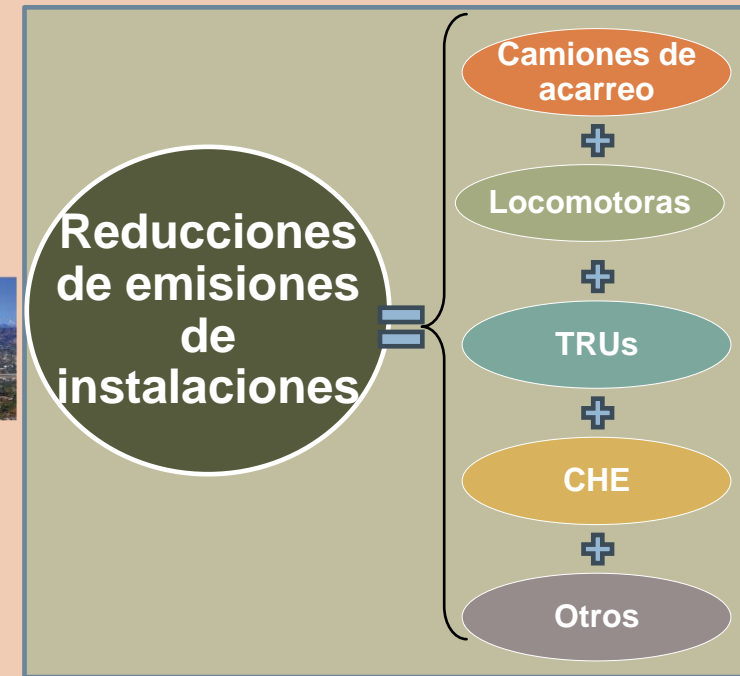 Reducciones
de emisiones
de
instalaciones
Camiones de
acarreo
Locomotoras
TRUs
CHE
Otros